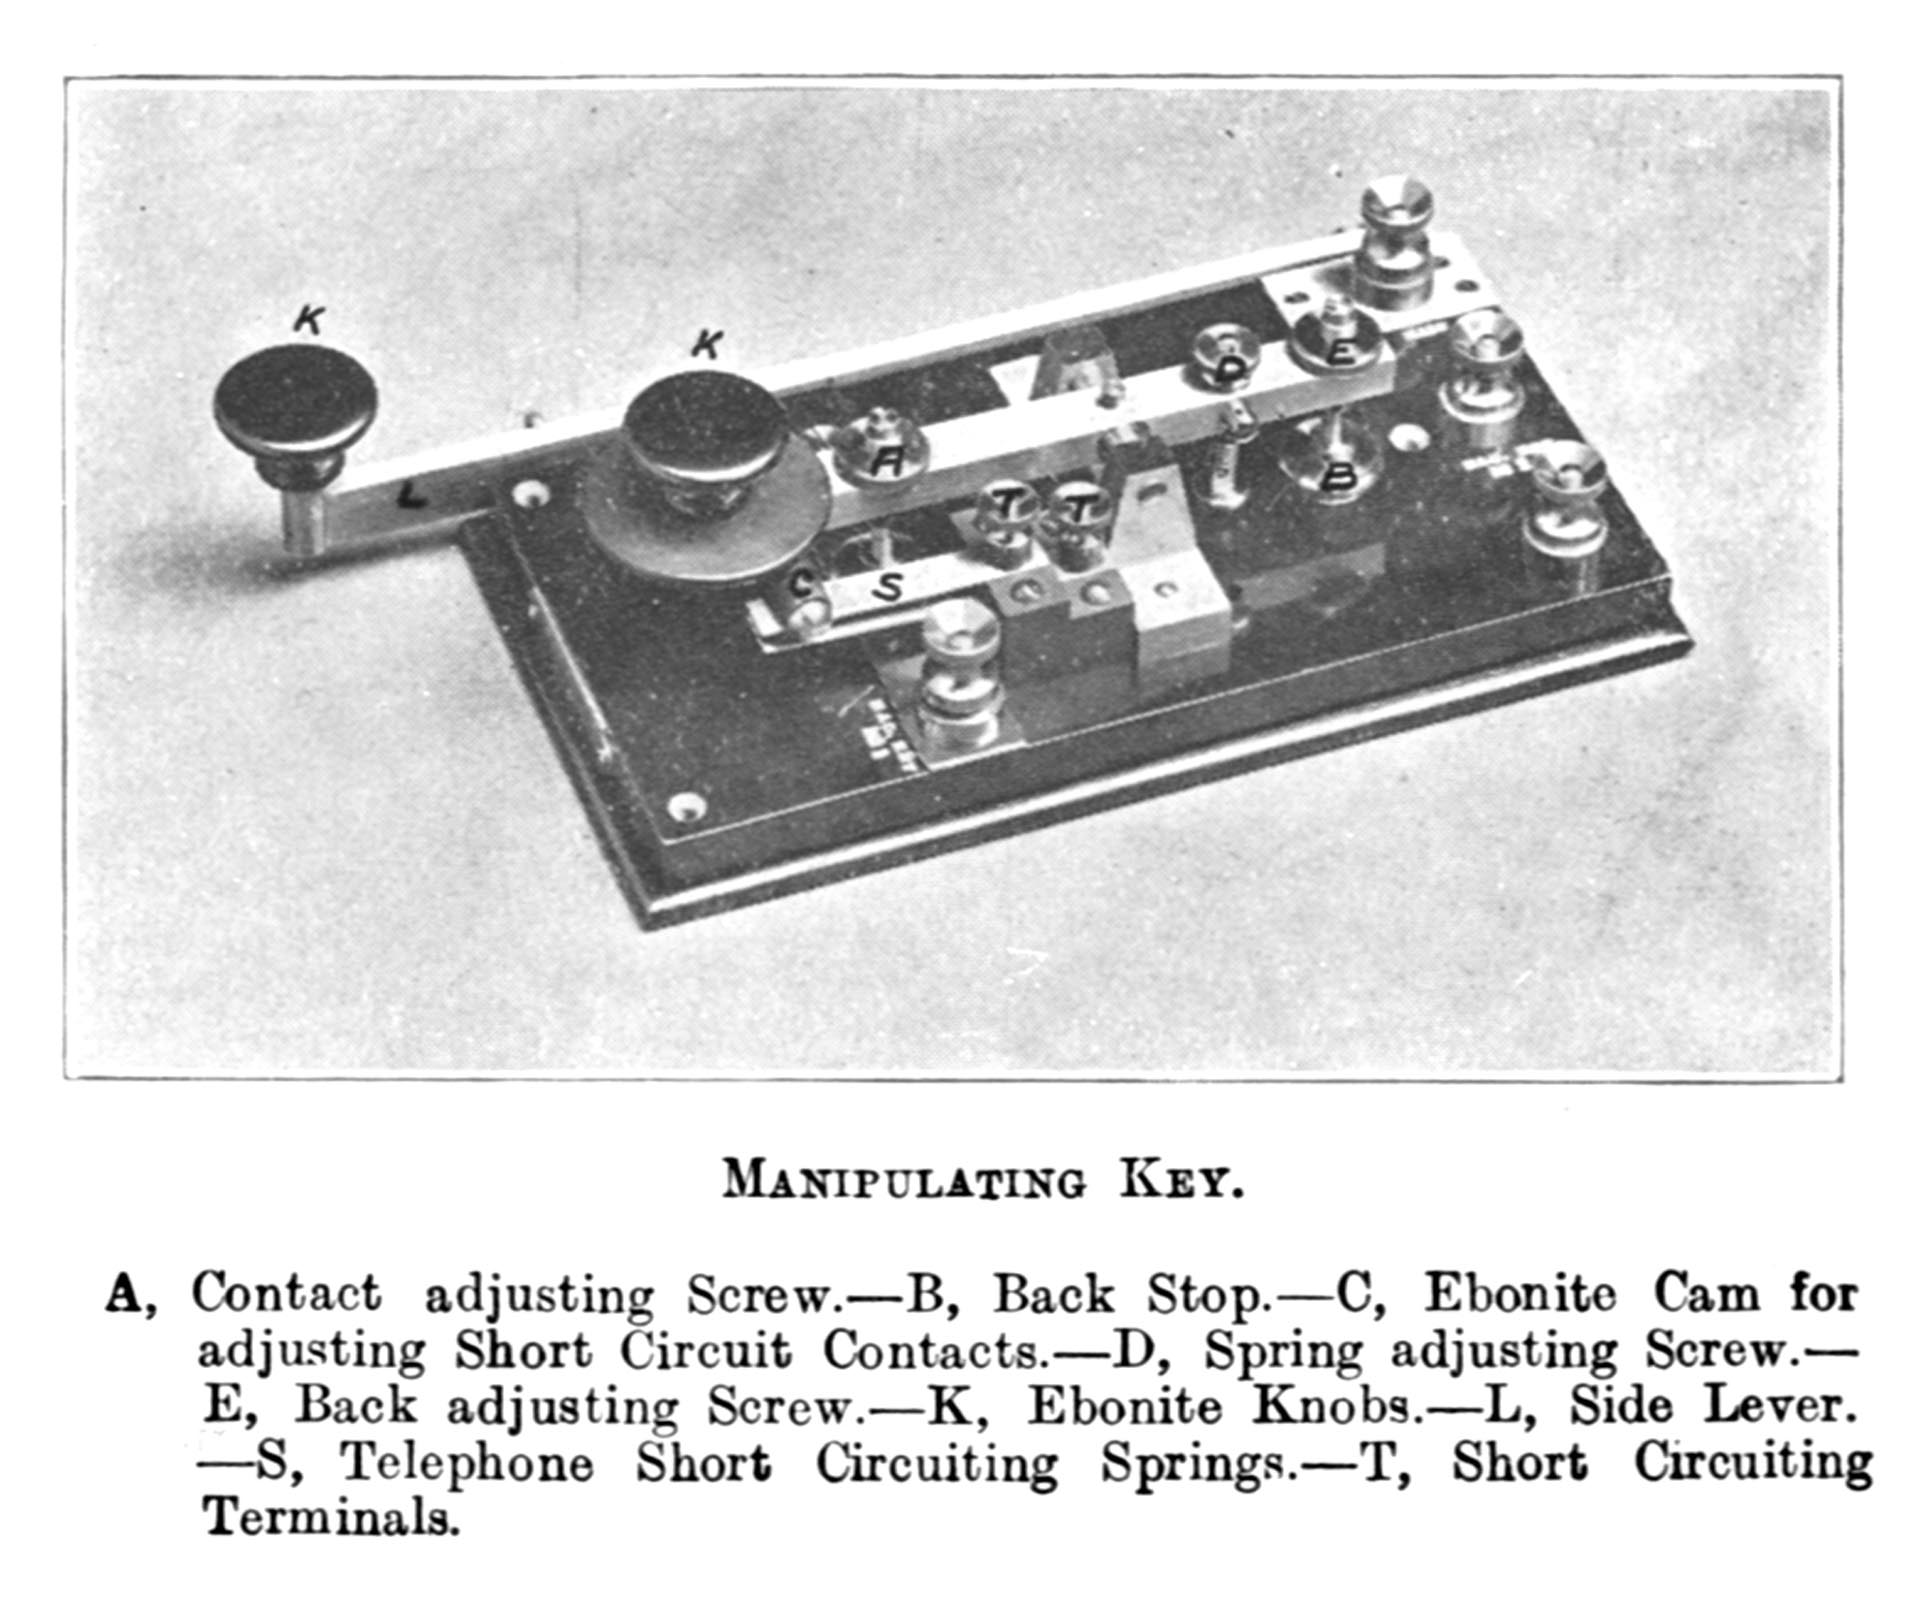 K
K
D
E
A
L
B
T T
C
S
MANIPULATING KEY.
A, Contact adjusting Screw.—B, Back Stop.—C, Ebonite Cam for
adjusting Short Circuit Contacts.—D, Spring adjusting Screw.—
E, Back adjusting Screw.—K, Ebonite Knobs.—L, Side Lever.
—S, Telephone Short Circuiting Springs.—T, Short Circuiting
Terminals.